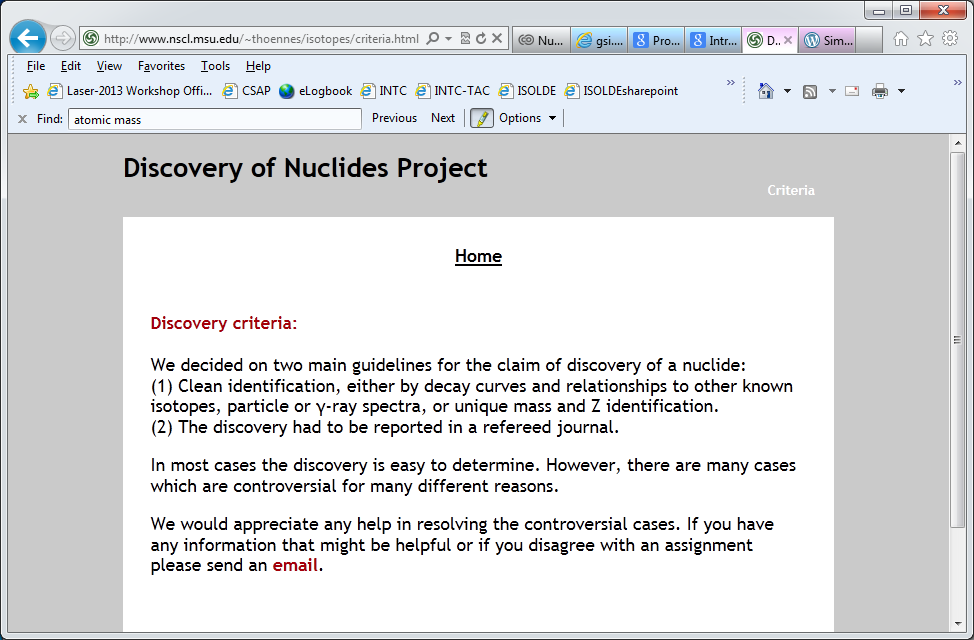 http://www.nscl.msu.edu/~thoennes/isotopes/criteria.html
Nu...
gsi....
Pro...
Intr...
D..
Sim...
File Edit View Favorites Tools Help
Laser-2013 Workshop Offi... CSAP eLogbook INTC INTC-TAC ISOLDE ISOLDEsharepoint
Find: atomic mass Previous Next Options
Discovery of Nuclides Project
Criteria
Home
Discovery criteria:
We decided on two main guidelines for the claim of discovery of a nuclide:
(1) Clean identification, either by decay curves and relationships to other known
isotopes, particle or γ-ray spectra, or unique mass and Z identification.
(2) The discovery had to be reported in a refereed journal.
In most cases the discovery is easy to determine. However, there are many cases
which are controversial for many different reasons.
We would appreciate any help in resolving the controversial cases. If you have
any information that might be helpful or if you disagree with an assignment
please send an email.